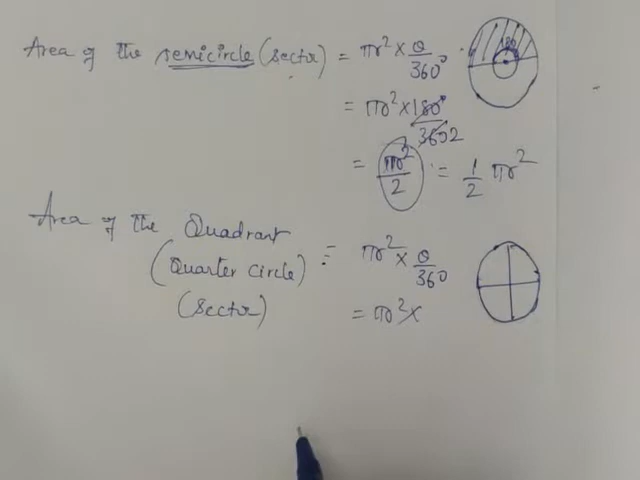 Area of the semicircle (sector) = πr² × θ/360°
180°
= πr² × 180°/360 2
= πr²/2 = 1/2 πr²
Area of the Quadrant = πr² × θ/360
(Quarter circle)
(sector) = πr² ×